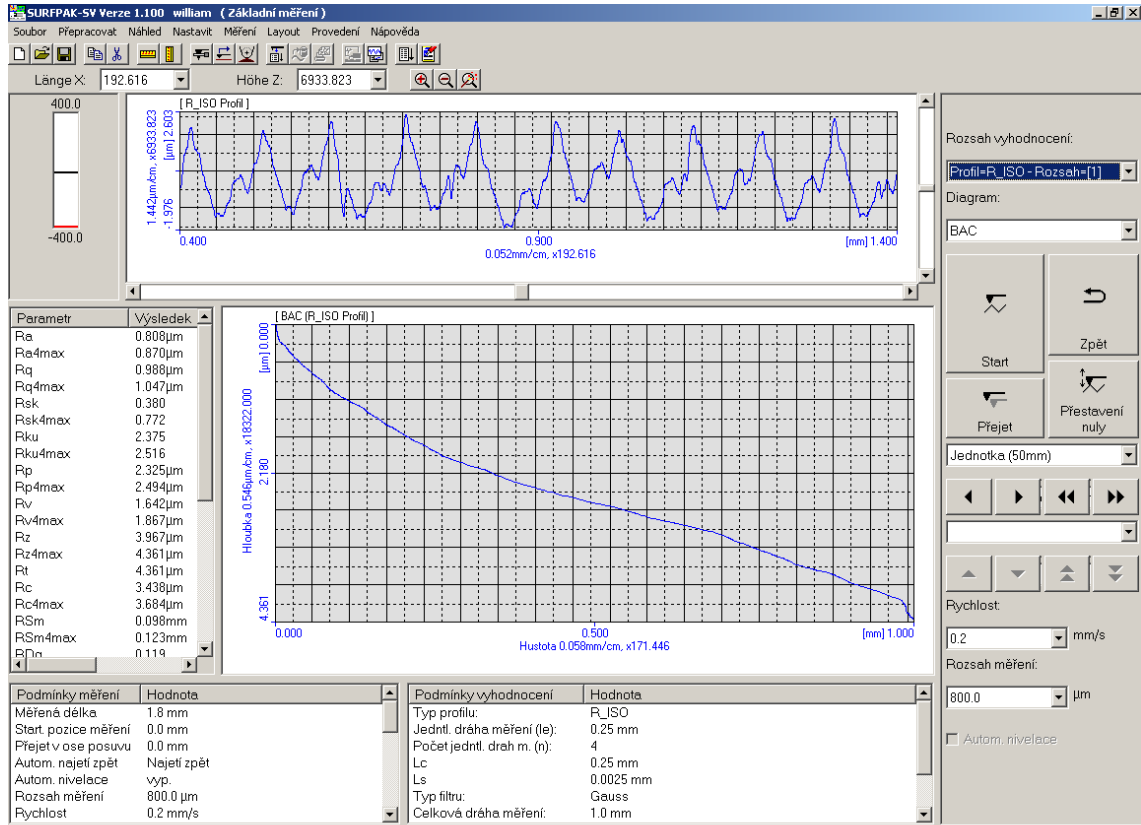 SURFPAK-SV Verze 1.100 william ( Základní měření )
Soubor Přepracovat Náhled Nastavit Měření Layout Provedení Nápověda
Länge X: 192.616 Höhe Z: 6933.823
400.0
-400.0
[ R_ISO Profil ]
1.442µm/cm, x6933.823
-1.976 [µm] 2.603
0.400 0.900 [mm] 1.400
0.052mm/cm, x192.616
Parametr Výsledek
Ra 0.808µm
Ra4max 0.870µm
Rq 0.988µm
Rq4max 1.047µm
Rsk 0.380
Rsk4max 0.772
Rku 2.375
Rku4max 2.516
Rp 2.325µm
Rp4max 2.494µm
Rv 1.642µm
Rv4max 1.867µm
Rz 3.967µm
Rz4max 4.361µm
Rt 4.361µm
Rc 3.438µm
Rc4max 3.684µm
RSm 0.098mm
RSm4max 0.123mm
RDq 0.119
[ BAC (R_ISO Profil) ]
Hloubka 0.546µm/cm, x18322.000
4.361 2.180 [µm] 0.000
0.000 0.500 [mm] 1.000
Hustota 0.058mm/cm, x171.446
Podmínky měření Hodnota
Měřená délka 1.8 mm
Start. pozice měření 0.0 mm
Přejet v ose posuvu 0.0 mm
Autom. najetí zpět Najetí zpět
Autom. nivelace vyp.
Rozsah měření 800.0 µm
Rychlost 0.2 mm/s
Podmínky vyhodnocení Hodnota
Typ profilu: R_ISO
Jedntl. dráha měření (le): 0.25 mm
Počet jedntl. drah m. (n): 4
Lc 0.25 mm
Ls 0.0025 mm
Typ filtru: Gauss
Celková dráha měření: 1.0 mm
Rozsah vyhodnocení:
Profil=R_ISO - Rozsah=[1]
Diagram:
BAC
Start
Zpět
Přejet
Přestavení
nuly
Jednotka (50mm)
Rychlost:
0.2 mm/s
Rozsah měření:
800.0 µm
Autom. nivelace